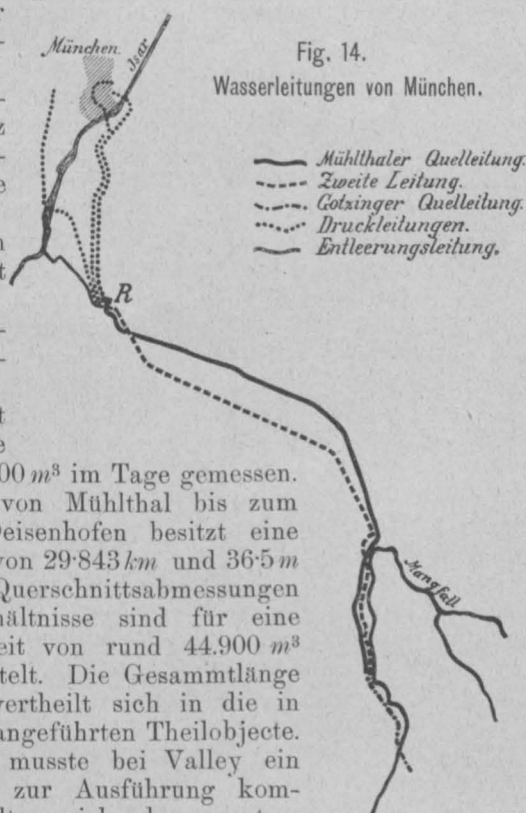 München.
Isar
Fig. 14.
Wasserleitungen von München.
Mühlthaler Quelleitung.
Zweite Leitung.
Gotzinger Quelleitung.
Druckleitungen.
Entleerungsleitung.
R
Mangfall
00 m³ im Tage gemessen.
von Mühlthal bis zum
Deisenhofen besitzt eine
von 29·843 km und 36·5 m
Querschnittsabmessungen
hältnisse sind für eine
eit von rund 44.900 m³
telt. Die Gesammtlänge
vertheilt sich in die in
angeführten Theilobjecte.
musste bei Valley ein
zur Ausführung kom-